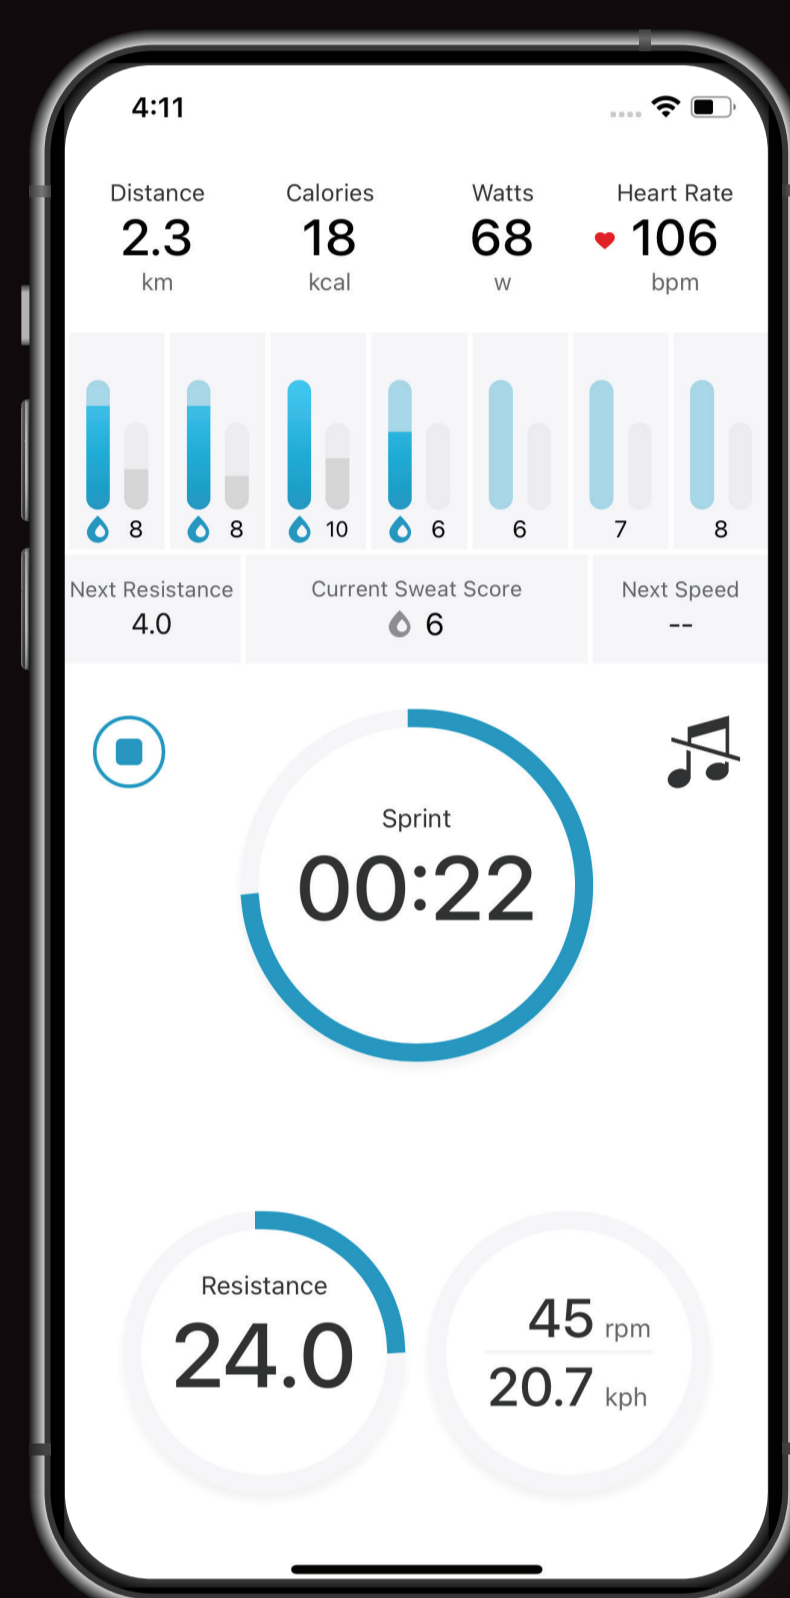 4:11
Distance Calories Watts Heart Rate
2.3 18 68 106
km kcal w bpm
8 8 10 6 6 7 8
Next Resistance Current Sweat Score Next Speed
4.0 6 --
Sprint
00:22
Resistance
24.0
45 rpm
20.7 kph